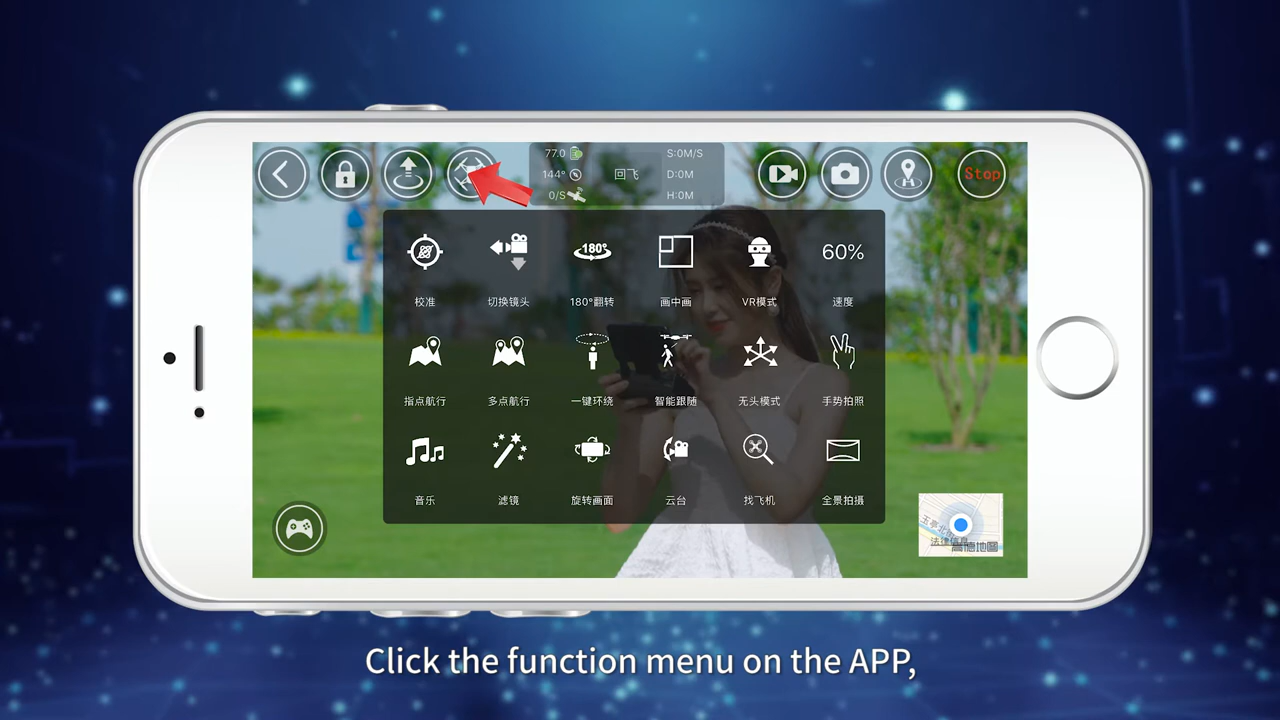 77.0
S:0M/S
144°
回飞
D:0M
0/S
H:0M
Stop
180°
60%
校准
切换镜头
180°翻转
画中画
VR模式
速度
指点航行
多点航行
一键环绕
智能跟随
无头模式
手势拍照
音乐
滤镜
旋转画面
云台
找飞机
全景拍摄
高德地图
Click the function menu on the APP,